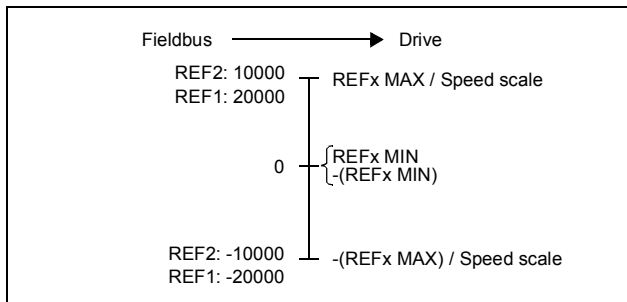 Fieldbus Drive
REF2: 10000
REF1: 20000
REFx MAX / Speed scale
0
REFx MIN
-(REFx MIN)
REF2: -10000
REF1: -20000
-(REFx MAX) / Speed scale